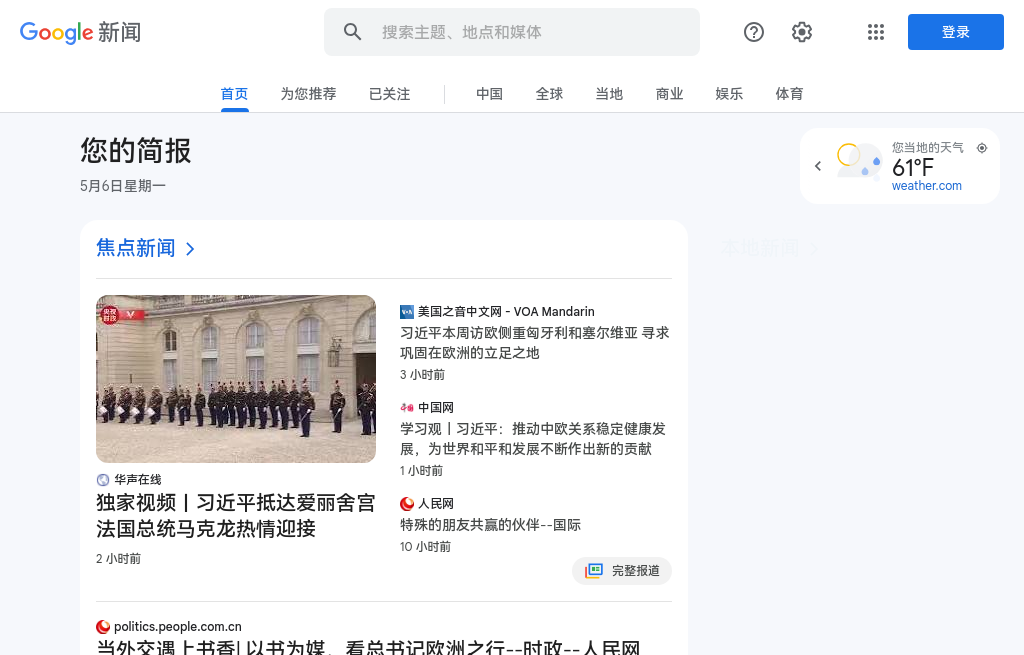 Google 新闻
搜索主题、地点和媒体
登录
首页
为您推荐
已关注
中国
全球
当地
商业
娱乐
体育
您的简报
5月6日星期一
您当地的天气
61°F
weather.com
焦点新闻
本地新闻
央视
时政
华声在线
独家视频丨习近平抵达爱丽舍宫
法国总统马克龙热情迎接
2 小时前
美国之音中文网 - VOA Mandarin
习近平本周访欧侧重匈牙利和塞尔维亚 寻求
巩固在欧洲的立足之地
3 小时前
中国网
学习观丨习近平：推动中欧关系稳定健康发
展，为世界和平和发展不断作出新的贡献
1 小时前
人民网
特殊的朋友共赢的伙伴--国际
10 小时前
完整报道
politics.people.com.cn
当外交遇上书香| 以书为媒，看总书记欧洲之行--时政--人民网